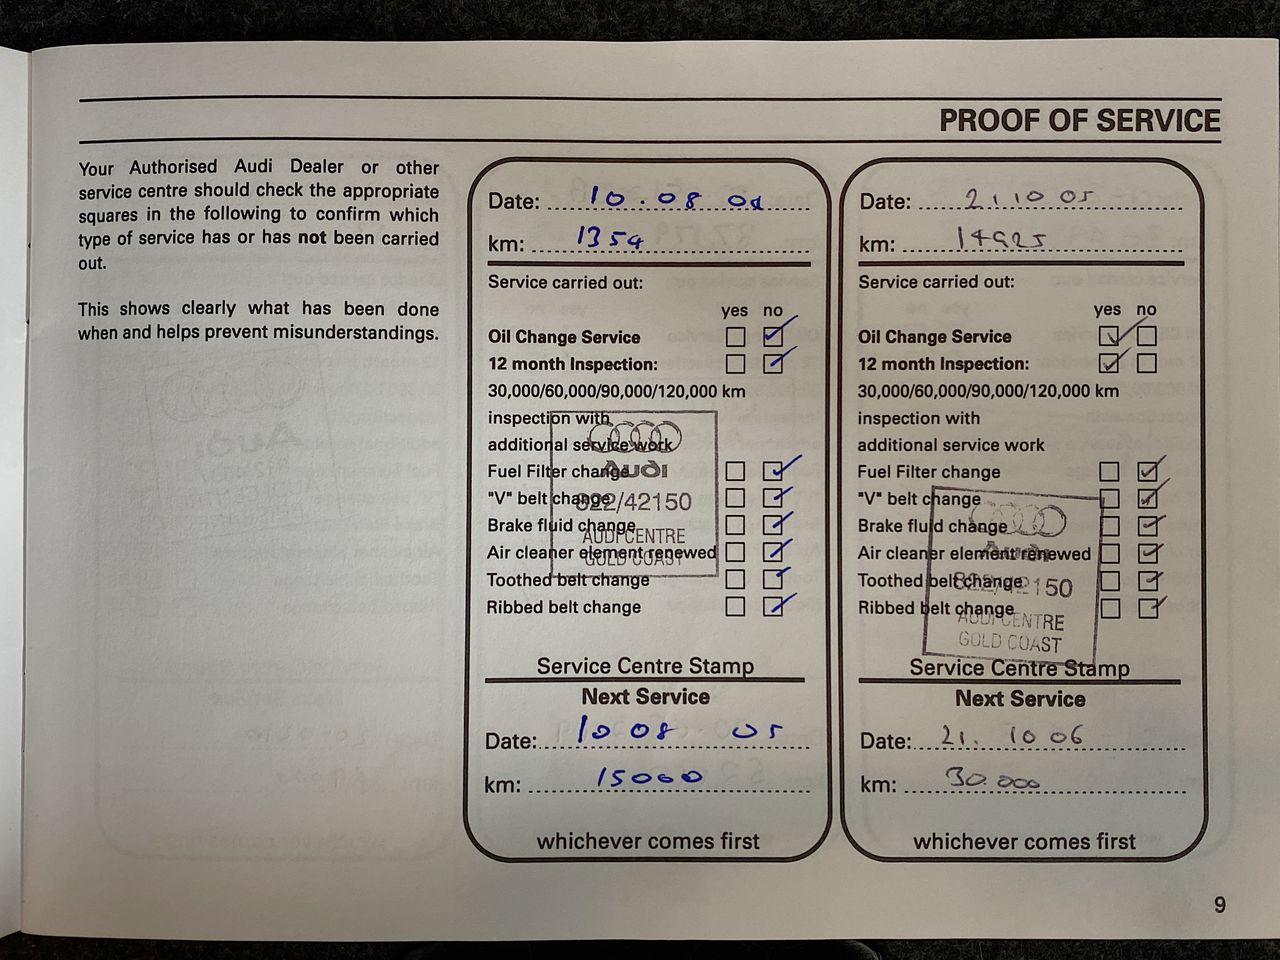 PROOF OF SERVICE
Your Authorised Audi Dealer or other
service centre should check the appropriate
squares in the following to confirm which
type of service has or has not been carried
out.
This shows clearly what has been done
when and helps prevent misunderstandings.
Date: 10.08 04
km: 1354
Service carried out:
yes no
Oil Change Service
12 month Inspection:
30,000/60,000/90,000/120,000 km
inspection with
additional service work
Fuel Filter change
"V" belt change
Brake fluid change
Air cleaner element renewed
Toothed belt change
Ribbed belt change
Audi
822/42150
AUDI CENTRE
GOLD COAST
Service Centre Stamp
Next Service
Date: 10 08 05
km: 15000
whichever comes first
Date: 21 10 05
km: 14925
Service carried out:
yes no
Oil Change Service
12 month Inspection:
30,000/60,000/90,000/120,000 km
inspection with
additional service work
Fuel Filter change
"V" belt change
Brake fluid change
Air cleaner element renewed
Toothed belt change
Ribbed belt change
Audi
822/42150
AUDI CENTRE
GOLD COAST
Service Centre Stamp
Next Service
Date: 21. 10 06
km: 30.000
whichever comes first
9